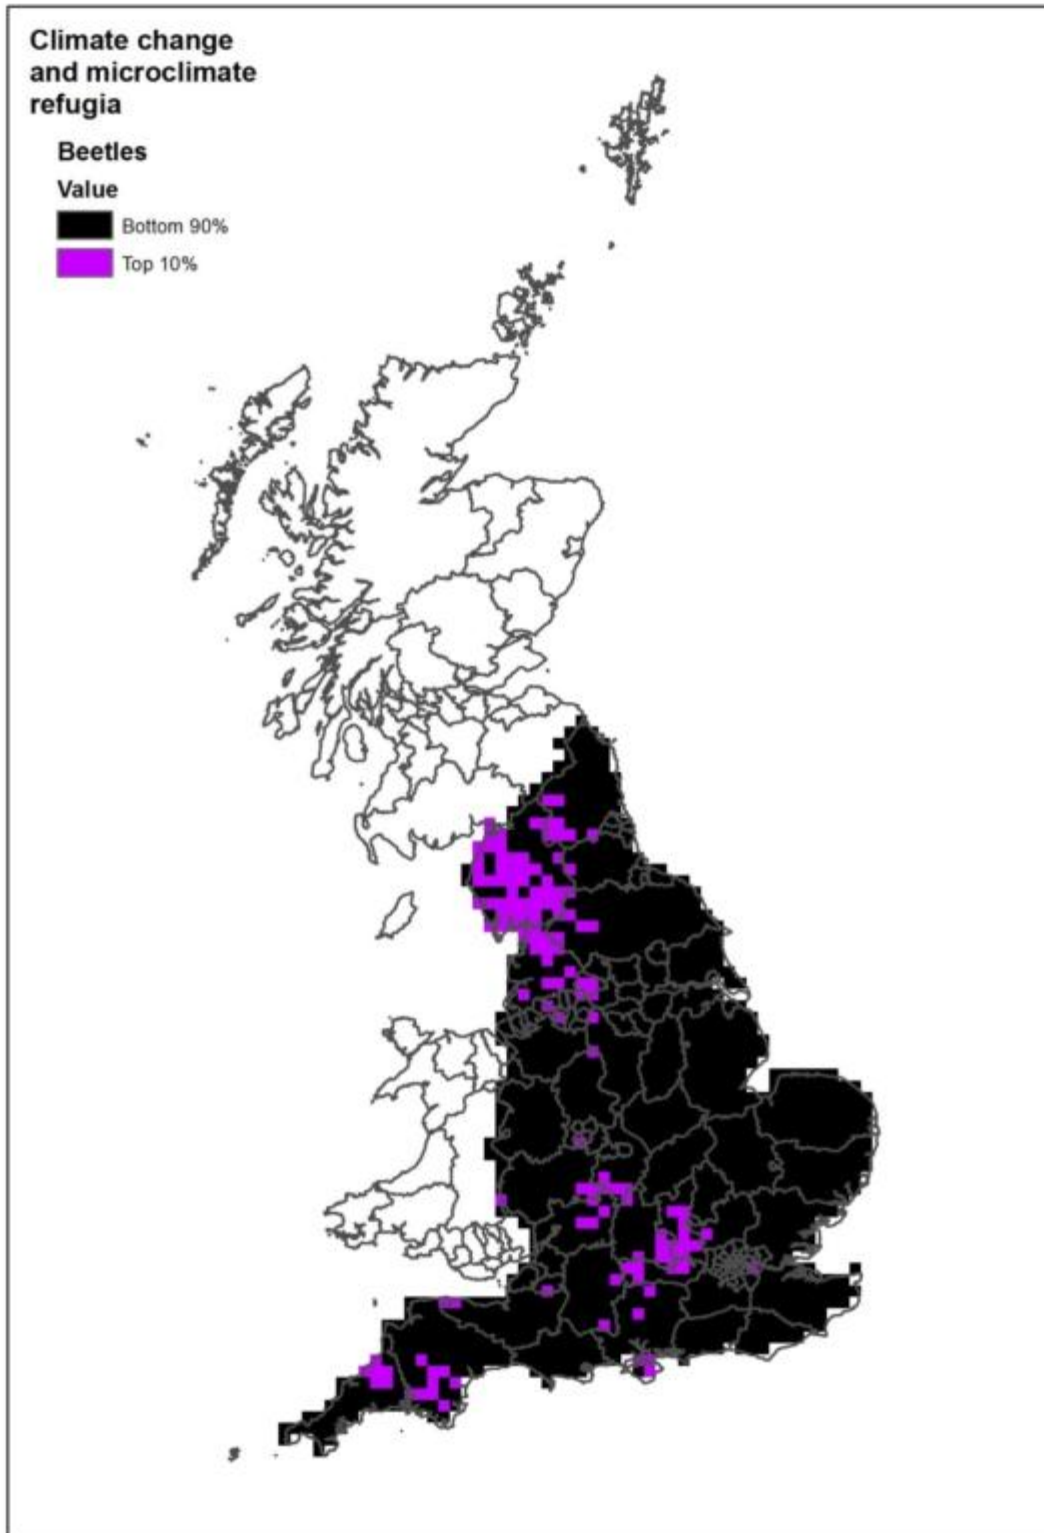 Climate change
and microclimate
refugia
Beetles
Value
Bottom 90%
Top 10%